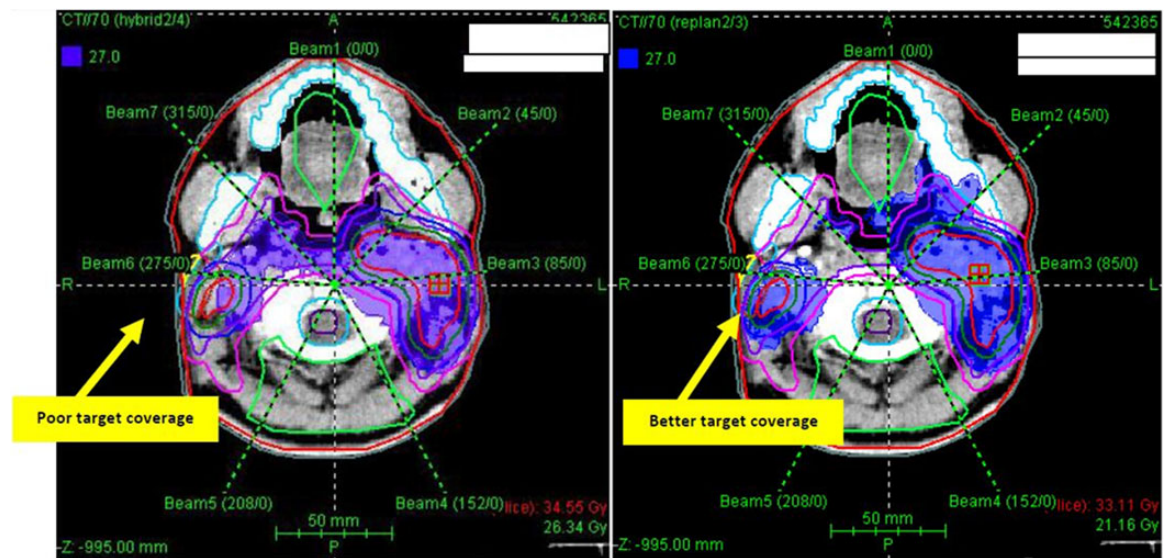 CT//70 (hybrid2/4)
A
542365
27.0
Beam1 (0/0)
Beam7 (315/0)
Beam2 (45/0)
Beam6 (275/0)
Beam3 (85/0)
R
L
Poor target coverage
Beam5 (208/0)
Beam4 (152/0)
lice): 34.55 Gy
50 mm
26.34 Gy
Z: -995.00 mm
P
CT//70 (replan2/3)
A
542365
27.0
Beam1 (0/0)
Beam7 (315/0)
Beam2 (45/0)
Beam6 (275/0)
Beam3 (85/0)
R
L
Better target coverage
Beam5 (208/0)
Beam4 (152/0)
lice): 33.11 Gy
50 mm
21.16 Gy
Z: -995.00 mm
P